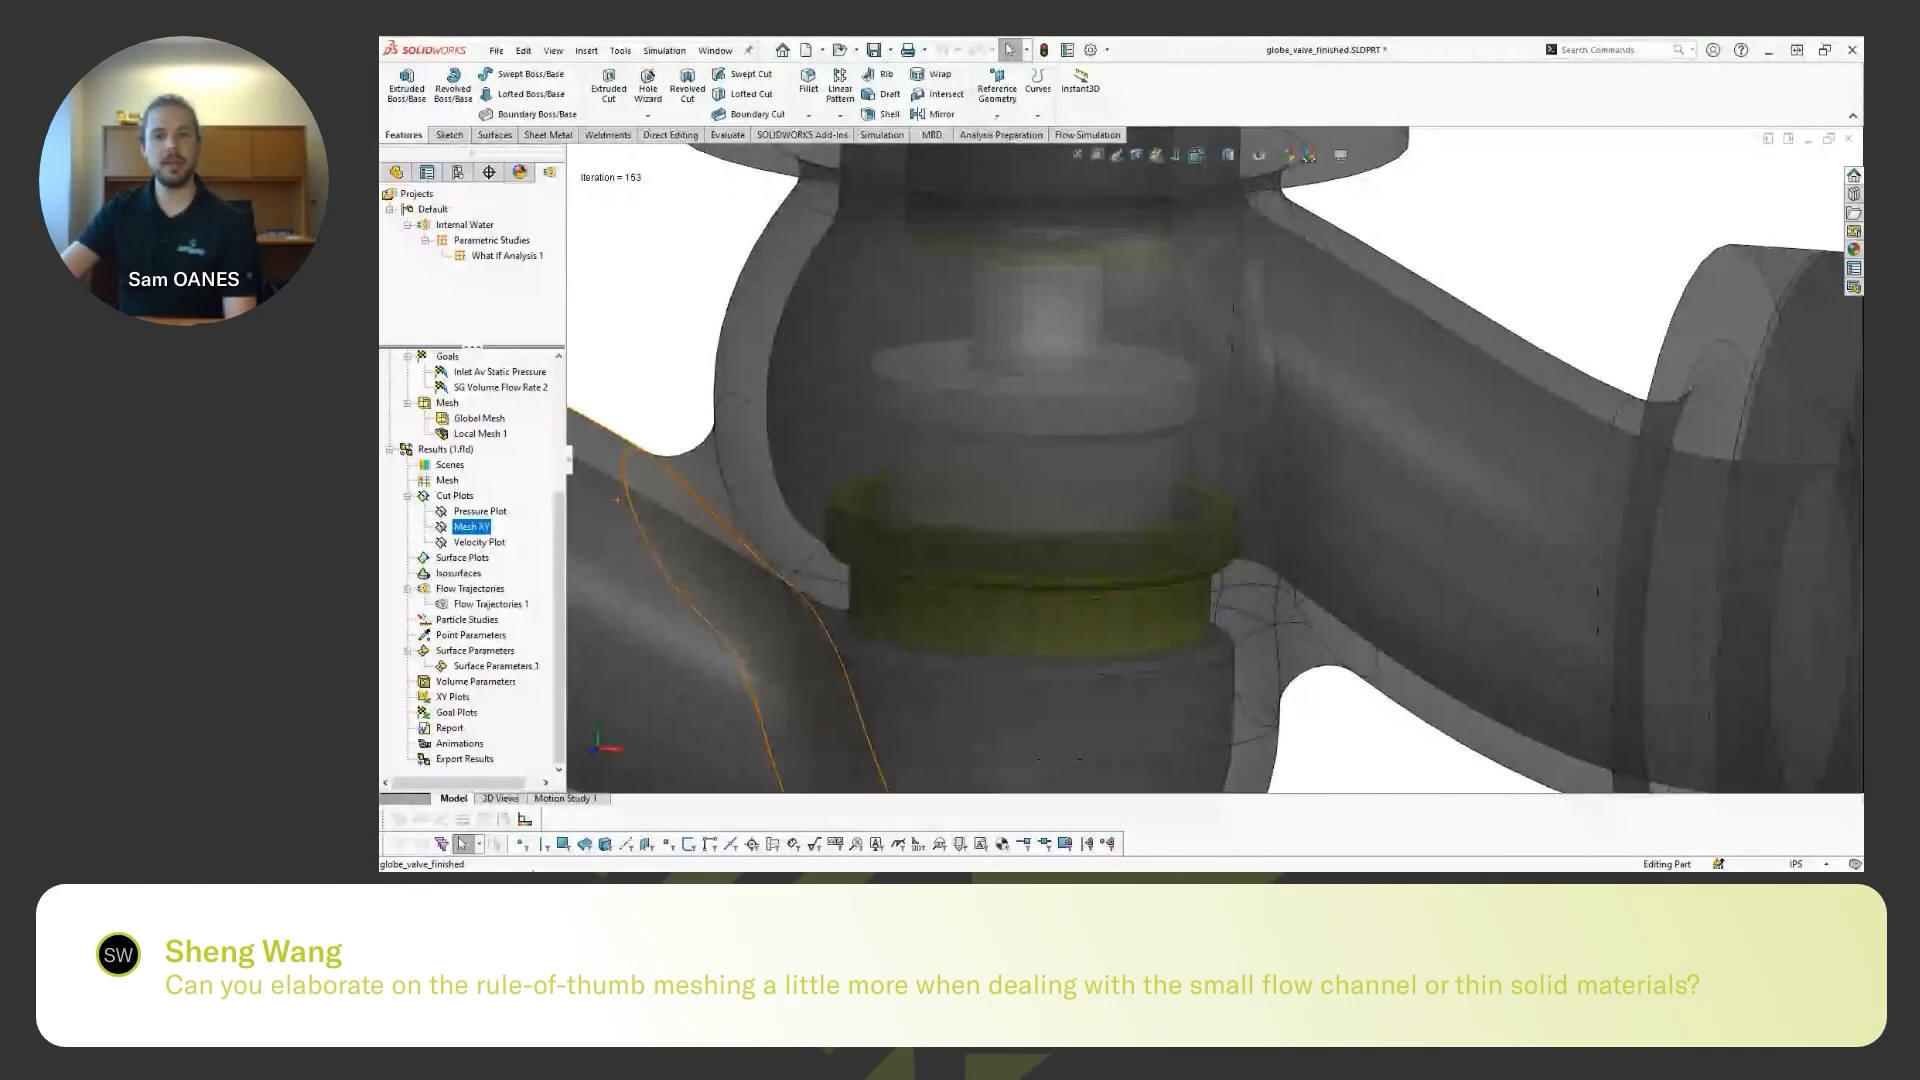 Sam OANES
SOLIDWORKS
File Edit View Insert Tools Simulation Window
globe_valve_finished.SLDPRT *
Search Commands
Extruded Boss/Base
Revolved Boss/Base
Swept Boss/Base
Lofted Boss/Base
Boundary Boss/Base
Extruded Cut
Hole Wizard
Revolved Cut
Swept Cut
Lofted Cut
Boundary Cut
Fillet
Linear Pattern
Rib
Draft
Shell
Wrap
Intersect
Mirror
Reference Geometry
Curves
Instant3D
Features Sketch Surfaces Sheet Metal Weldments Direct Editing Evaluate SOLIDWORKS Add-Ins Simulation MBD Analysis Preparation Flow Simulation
Iteration = 153
Projects
Default
Internal Water
Parametric Studies
What If Analysis 1
Goals
Inlet Av Static Pressure
SG Volume Flow Rate 2
Mesh
Global Mesh
Local Mesh 1
Results (1.fld)
Scenes
Mesh
Cut Plots
Pressure Plot
Mesh XY
Velocity Plot
Surface Plots
Isosurfaces
Flow Trajectories
Flow Trajectories 1
Particle Studies
Point Parameters
Surface Parameters
Surface Parameters 1
Volume Parameters
XY Plots
Goal Plots
Report
Animations
Export Results
Model 3D Views Motion Study 1
globe_valve_finished
Editing Part
IPS
SW
Sheng Wang
Can you elaborate on the rule-of-thumb meshing a little more when dealing with the small flow channel or thin solid materials?